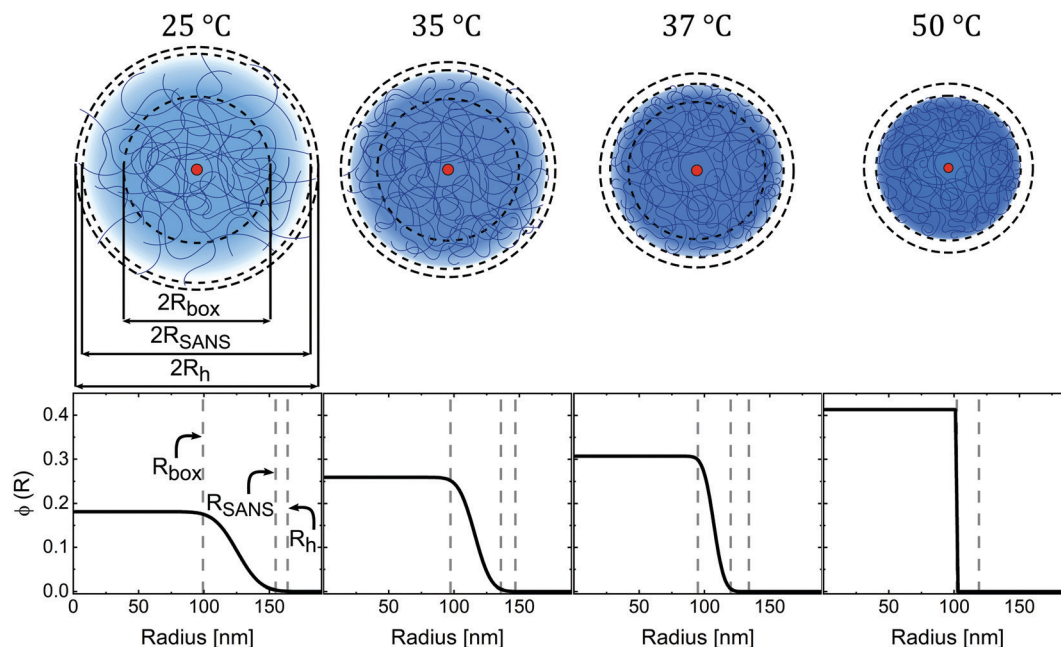 25 °C 35 °C 37 °C 50 °C
2R_box
2R_SANS
2R_h
0.4
0.3
0.2
0.1
0.0
ϕ (R)
R_box
R_SANS
R_h
0 50 100 150 50 100 150 50 100 150 50 100 150
Radius [nm] Radius [nm] Radius [nm] Radius [nm]